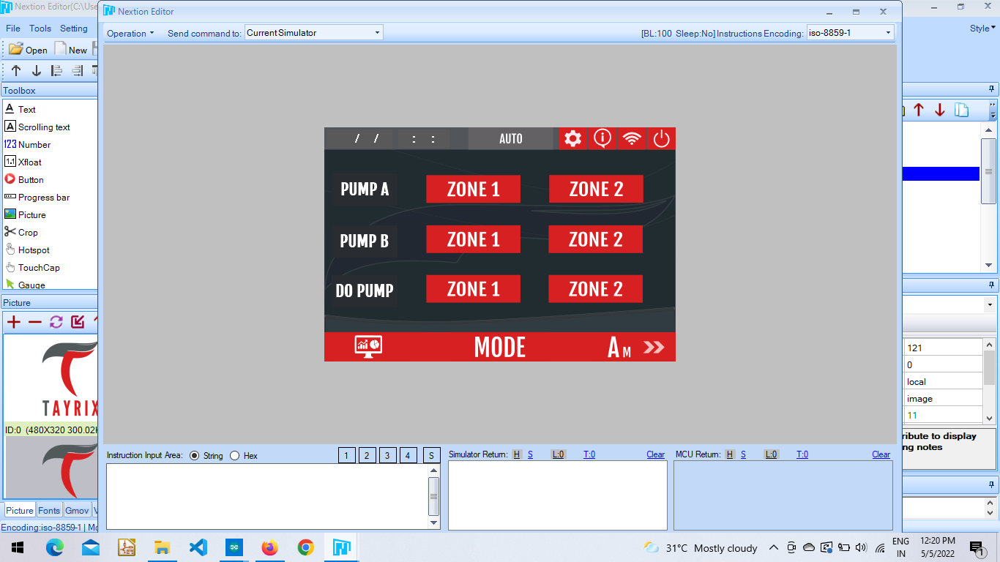 Nextion Editor(C:\Use
Nextion Editor
File Tools Setting
Style
Operation Send command to: Current Simulator [BL:100 Sleep:No] Instructions Encoding: iso-8859-1
Open New
Toolbox
A Text
A Scrolling text
123 Number
1.1 Xfloat
Button
Progress bar
Picture
Crop
Hotspot
TouchCap
Gauge
Picture
TAYRIX
ID:0 (480X320 300.02K
Picture Fonts Gmov V
Encoding:iso-8859-1 | Mo
/ / : : AUTO
PUMP A ZONE 1 ZONE 2
PUMP B ZONE 1 ZONE 2
DO PUMP ZONE 1 ZONE 2
MODE A M
121
0
local
image
11
ribute to display
ng notes
Instruction Input Area: String Hex 1 2 3 4 S
Simulator Return: H S L:0 T:0 Clear
MCU Return: H S L:0 T:0 Clear
31°C Mostly cloudy
ENG
IN
12:20 PM
5/5/2022
1